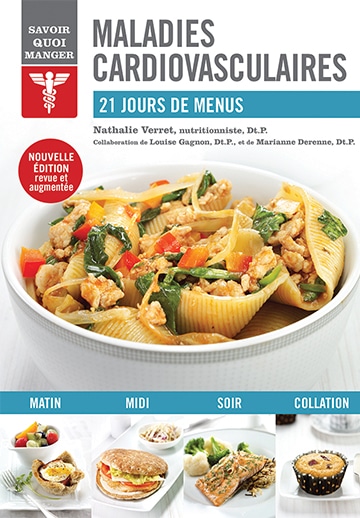 SAVOIR
QUOI
MANGER
MALADIES
CARDIOVASCULAIRES
21 JOURS DE MENUS
Nathalie Verret, nutritionniste, Dt.P.
Collaboration de Louise Gagnon, Dt.P., et de Marianne Derenne, Dt.P.
NOUVELLE
ÉDITION
revue et
augmentée
MATIN
MIDI
SOIR
COLLATION